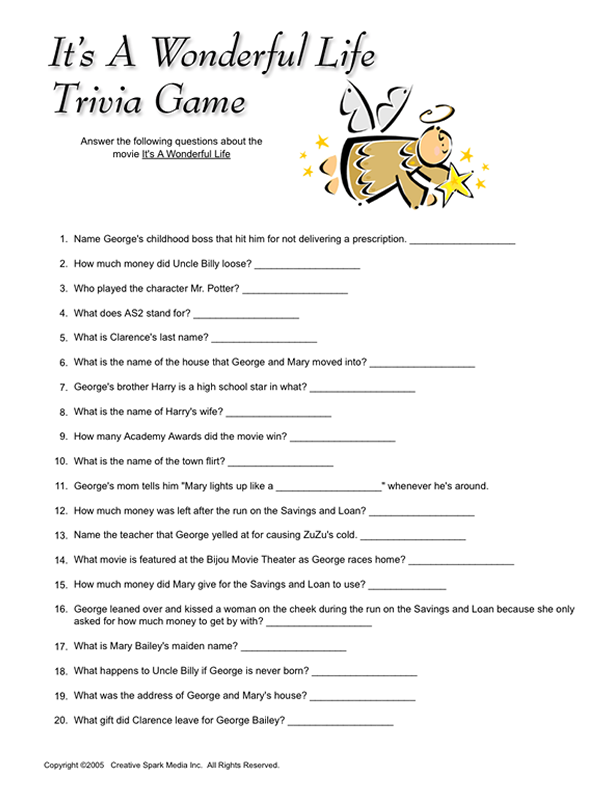 It's A Wonderful Life
Trivia Game
Answer the following questions about the
movie It's A Wonderful Life
1. Name George's childhood boss that hit him for not delivering a prescription. ___________________
2. How much money did Uncle Billy loose? ___________________
3. Who played the character Mr. Potter? ___________________
4. What does AS2 stand for? ___________________
5. What is Clarence's last name? ___________________
6. What is the name of the house that George and Mary moved into? ___________________
7. George's brother Harry is a high school star in what? ___________________
8. What is the name of Harry's wife? ___________________
9. How many Academy Awards did the movie win? ___________________
10. What is the name of the town flirt? ___________________
11. George's mom tells him "Mary lights up like a ___________________" whenever he's around.
12. How much money was left after the run on the Savings and Loan? ___________________
13. Name the teacher that George yelled at for causing ZuZu's cold. ___________________
14. What movie is featured at the Bijou Movie Theater as George races home? ___________________
15. How much money did Mary give for the Savings and Loan to use? ______________
16. George leaned over and kissed a woman on the cheek during the run on the Savings and Loan because she only
asked for how much money to get by with? ___________________
17. What is Mary Bailey's maiden name? ___________________
18. What happens to Uncle Billy if George is never born? ___________________
19. What was the address of George and Mary's house? ___________________
20. What gift did Clarence leave for George Bailey? ___________________
Copyright ©2005 Creative Spark Media Inc. All Rights Reserved.